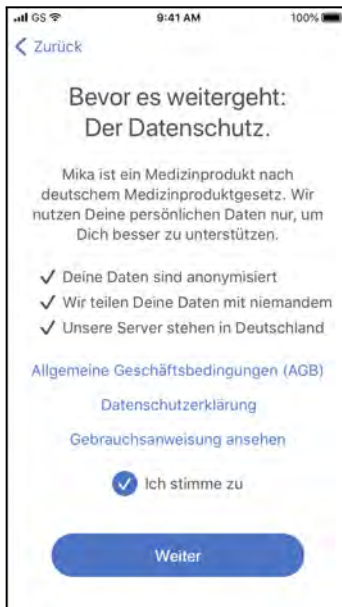 GS
9:41 AM
100%
Zurück
Bevor es weitergeht:
Der Datenschutz.
Mika ist ein Medizinprodukt nach
deutschem Medizinproduktgesetz. Wir
nutzen Deine persönlichen Daten nur, um
Dich besser zu unterstützen.
Deine Daten sind anonymisiert
Wir teilen Deine Daten mit niemandem
Unsere Server stehen in Deutschland
Allgemeine Geschäftsbedingungen (AGB)
Datenschutzerklärung
Gebrauchsanweisung ansehen
Ich stimme zu
Weiter